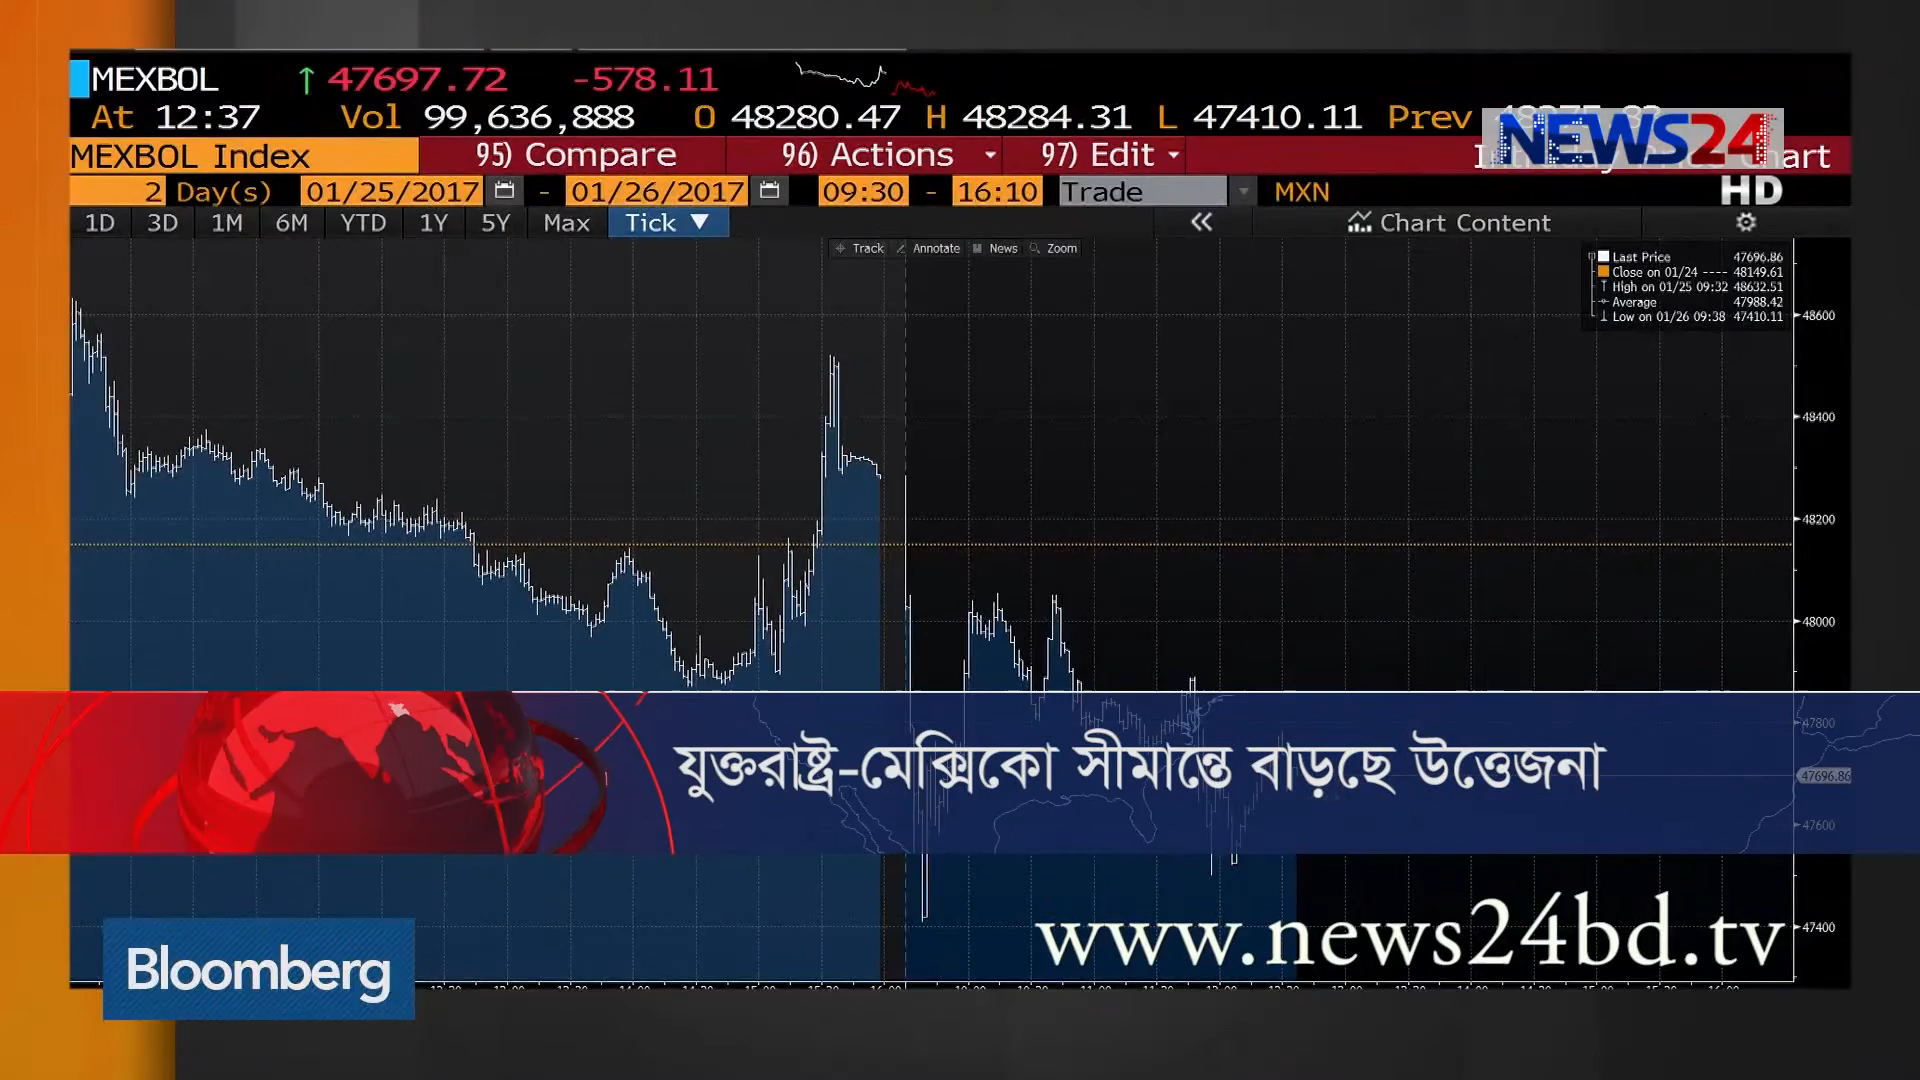 MEXBOL ↑ 47697.72 -578.11
At 12:37 Vol 99,636,888 O 48280.47 H 48284.31 L 47410.11 Prev
NEWS24
HD
MEXBOL Index 95) Compare 96) Actions 97) Edit Chart
2 Day(s) 01/25/2017 - 01/26/2017 09:30 - 16:10 Trade MXN
1D 3D 1M 6M YTD 1Y 5Y Max Tick ▼ « Chart Content
Track Annotate News Zoom
Last Price 47696.86
Close on 01/24 ---- 48149.61
High on 01/25 09:32 48632.51
Average 47988.42
Low on 01/26 09:38 47410.11
48600
48400
48200
48000
47800
যুক্তরাষ্ট্র-মেক্সিকো সীমান্তে বাড়ছে উত্তেজনা
47696.86
47600
47400
www.news24bd.tv
Bloomberg